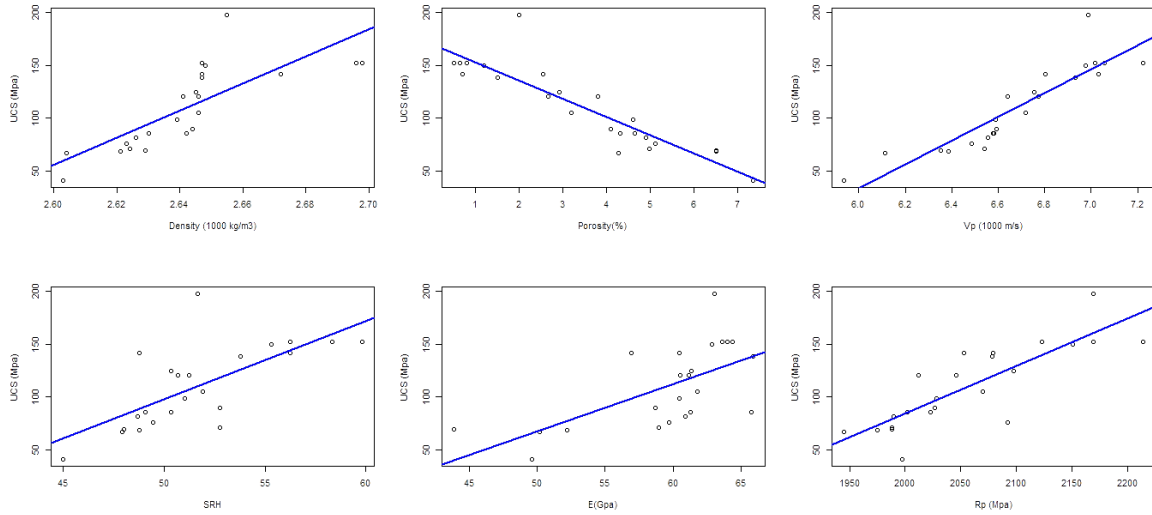 UCS (Mpa)
200
150
100
50
2.60 2.62 2.64 2.66 2.68 2.70
Density (1000 kg/m3)
UCS (Mpa)
200
150
100
50
1 2 3 4 5 6 7
Porosity(%)
UCS (Mpa)
200
150
100
50
6.0 6.2 6.4 6.6 6.8 7.0 7.2
Vp (1000 m/s)
UCS (Mpa)
200
150
100
50
45 50 55 60
SRH
UCS (Mpa)
200
150
100
50
45 50 55 60 65
E(Gpa)
UCS (Mpa)
200
150
100
50
1950 2000 2050 2100 2150 2200
Rp (Mpa)